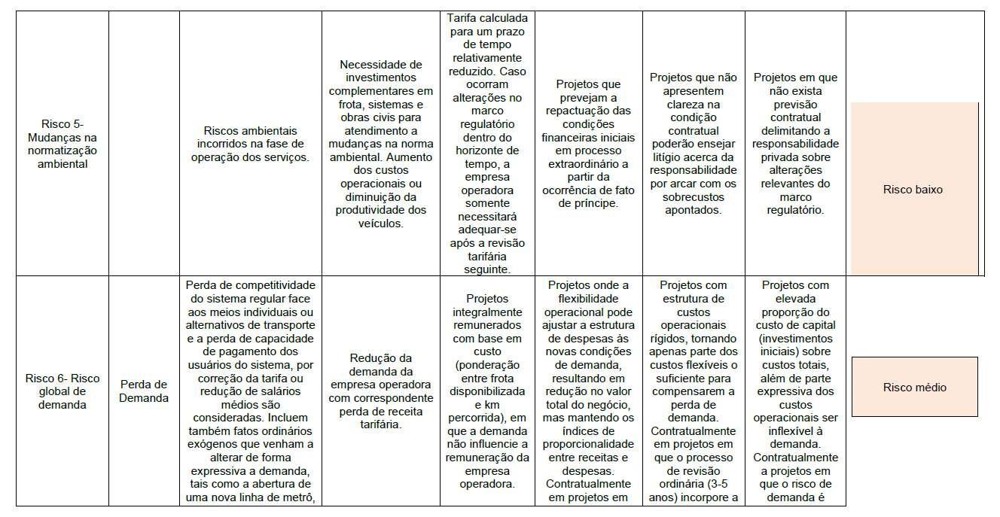 Risco 5-
Mudanças na
normatização
ambiental
Riscos ambientais
incorridos na fase de
operação dos serviços.
Necessidade de
investimentos
complementares em
frota, sistemas e
obras civis para
atendimento a
mudanças na norma
ambiental. Aumento
dos custos
operacionais ou
diminuição da
produtividade dos
veículos.
Tarifa calculada
para um prazo
de tempo
relativamente
reduzido. Caso
ocorram
alterações no
marco
regulatório
dentro do
horizonte de
tempo, a
empresa
operadora
somente
necessitará
adequar-se
após a revisão
tarifária
seguinte.
Projetos que
prevejam a
repactuação das
condições
financeiras iniciais
em processo
extraordinário a
partir da
ocorrência de fato
de príncipe.
Projetos que não
apresentem
clareza na
condição
contratual
poderão ensejar
litígio acerca da
responsabilidade
por arcar com os
sobrecustos
apontados.
Projetos em que
não exista
previsão
contratual
delimitando a
responsabilidade
privada sobre
alterações
relevantes do
marco
regulatório.
Risco baixo
Risco 6- Risco
global de
demanda
Perda de
Demanda
Perda de competitividade
do sistema regular face
aos meios individuais ou
alternativos de transporte
e a perda de capacidade
de pagamento dos
usuários do sistema, por
correção da tarifa ou
redução de salários
médios são
consideradas. Incluem
também fatos ordinários
exógenos que venham a
alterar de forma
expressiva a demanda,
tais como a abertura de
uma nova linha de metrô,
Redução da
demanda da
empresa operadora
com correspondente
perda de receita
tarifária.
Projetos
integralmente
remunerados
com base em
custo
(ponderação
entre frota
disponibilizada
e km
percorrida), em
que a demanda
não influencie a
remuneração da
empresa
operadora.
Projetos onde a
flexibilidade
operacional pode
ajustar a estrutura
de despesas às
novas condições
de demanda,
resultando em
redução no valor
total do negócio,
mas mantendo os
índices de
proporcionalidade
entre receitas e
despesas.
Contratualmente
em projetos em
Projetos com
estrutura de
custos
operacionais
rígidos, tornando
apenas parte dos
custos flexíveis o
suficiente para
compensarem a
perda de
demanda.
Contratualmente
em projetos em
que o processo
de revisão
ordinária (3-5
anos) incorpore a
Projetos com
elevada
proporção do
custo de capital
(investimentos
iniciais) sobre
custos totais,
além de parte
expressiva dos
custos
operacionais ser
inflexível à
demanda.
Contratualmente
a projetos em
que o risco de
demanda é
Risco médio